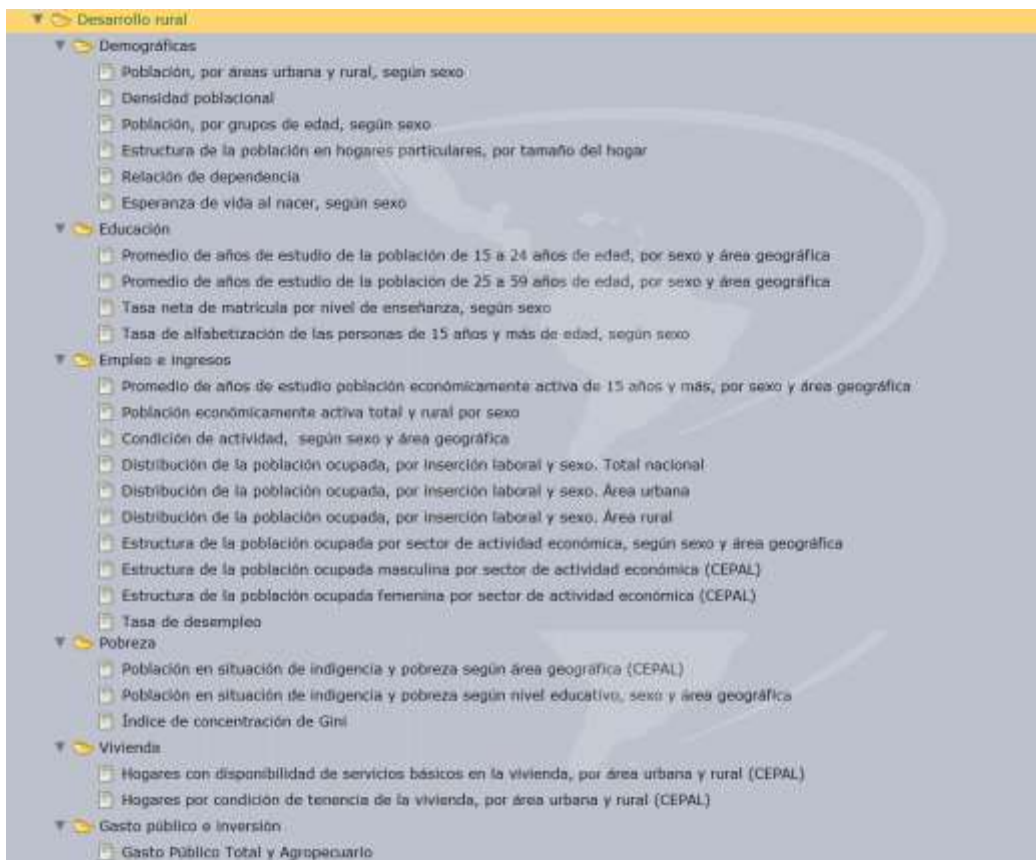 Desarrollo rural
Demográficas
Población, por áreas urbana y rural, según sexo
Densidad poblacional
Población, por grupos de edad, según sexo
Estructura de la población en hogares particulares, por tamaño del hogar
Relación de dependencia
Esperanza de vida al nacer, según sexo
Educación
Promedio de años de estudio de la población de 15 a 24 años de edad, por sexo y área geográfica
Promedio de años de estudio de la población de 25 a 59 años de edad, por sexo y área geográfica
Tasa neta de matrícula por nivel de enseñanza, según sexo
Tasa de alfabetización de las personas de 15 años y más de edad, según sexo
Empleo e ingresos
Promedio de años de estudio población económicamente activa de 15 años y más, por sexo y área geográfica
Población económicamente activa total y rural por sexo
Condición de actividad, según sexo y área geográfica
Distribución de la población ocupada, por inserción laboral y sexo. Total nacional
Distribución de la población ocupada, por inserción laboral y sexo. Área urbana
Distribución de la población ocupada, por inserción laboral y sexo. Área rural
Estructura de la población ocupada por sector de actividad económica, según sexo y área geográfica
Estructura de la población ocupada masculina por sector de actividad económica (CEPAL)
Estructura de la población ocupada femenina por sector de actividad económica (CEPAL)
Tasa de desempleo
Pobreza
Población en situación de indigencia y pobreza según área geográfica (CEPAL)
Población en situación de indigencia y pobreza según nivel educativo, sexo y área geográfica
Índice de concentración de Gini
Vivienda
Hogares con disponibilidad de servicios básicos en la vivienda, por área urbana y rural (CEPAL)
Hogares por condición de tenencia de la vivienda, por área urbana y rural (CEPAL)
Gasto público e inversión
Gasto Público Total y Agropecuario